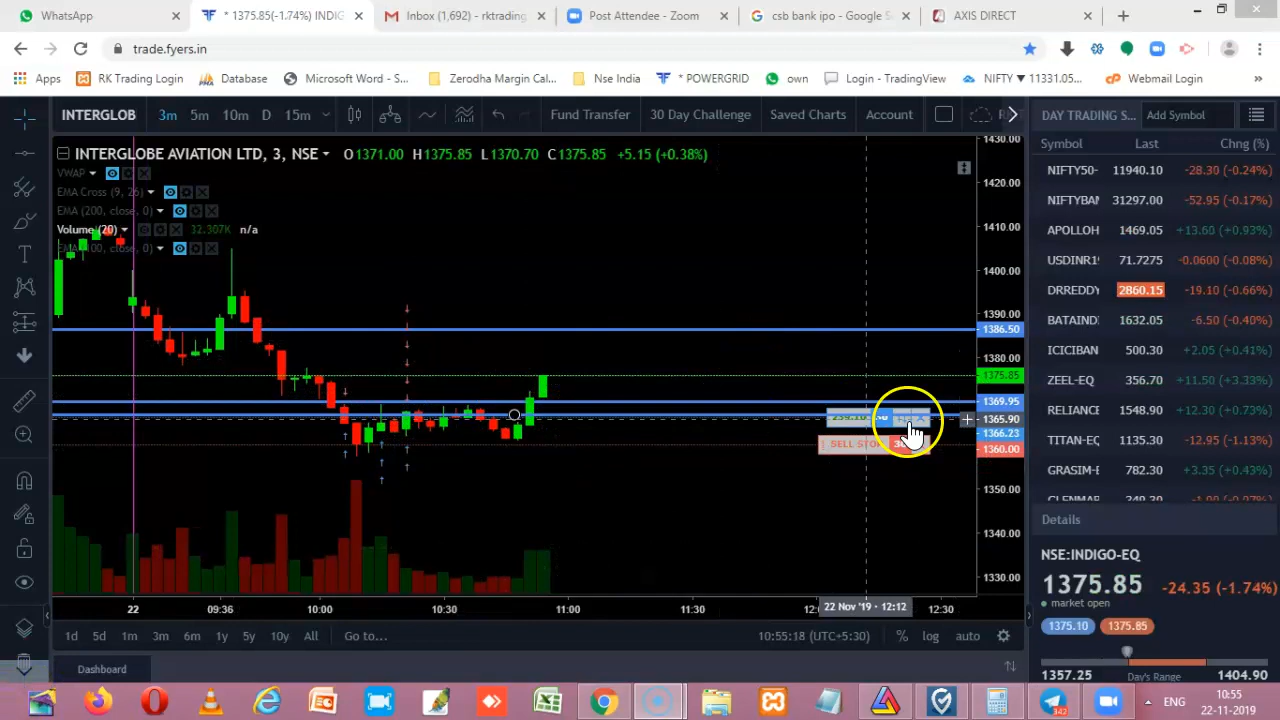 WhatsApp
* 1375.85(-1.74%) INDIG
Inbox (1,692) - rktrading@
Post Attendee - Zoom
csb bank ipo - Google S
AXIS DIRECT
trade.fyers.in
Apps
RK Trading Login
Database
Microsoft Word - S...
Zerodha Margin Cal...
Nse India
* POWERGRID
own
Login - TradingView
NIFTY ▼ 11331.05...
Webmail Login
»
INTERGLOB
3m
5m
10m
D
15m
Fund Transfer
30 Day Challenge
Saved Charts
Account
DAY TRADING S...
Add Symbol
INTERGLOBE AVIATION LTD, 3, NSE
O1371.00 H1375.85 L1370.70 C1375.85 +5.15 (+0.38%)
VWAP
EMA Cross (9, 26)
EMA (200, close, 0)
Volume (20)
32.307K
n/a
EMA (100, close, 0)
1430.00
1420.00
1410.00
1400.00
1390.00
1386.50
1380.00
1375.85
1369.95
1365.90
1366.23
1360.00
1350.00
1340.00
1330.00
SELL STOP
22
09:36
10:00
10:30
11:00
11:30
22 Nov '19 · 12:12
12:30
1d
5d
1m
3m
6m
1y
5y
10y
All
Go to...
10:55:18 (UTC+5:30)
%
log
auto
Dashboard
Symbol
Last
Chng (%)
NIFTY50-
11940.10
-28.30 (-0.24%)
NIFTYBAN
31297.00
-52.95 (-0.17%)
APOLLOH
1469.05
+13.60 (+0.93%)
USDINR19
71.7275
-0.0600 (-0.08%)
DRREDDY
2860.15
-19.10 (-0.66%)
BATAINDI
1632.05
-6.50 (-0.40%)
ICICIBAN
500.30
+2.05 (+0.41%)
ZEEL-EQ
356.70
+11.50 (+3.33%)
RELIANCE
1548.90
+12.30 (+0.73%)
TITAN-EQ
1135.30
-12.95 (-1.13%)
GRASIM-E
782.30
+3.35 (+0.43%)
Details
NSE:INDIGO-EQ
1375.85
-24.35 (-1.74%)
market open
1375.10
1375.85
1357.25
Day's Range
1404.90
342
ENG
10:55
22-11-2019